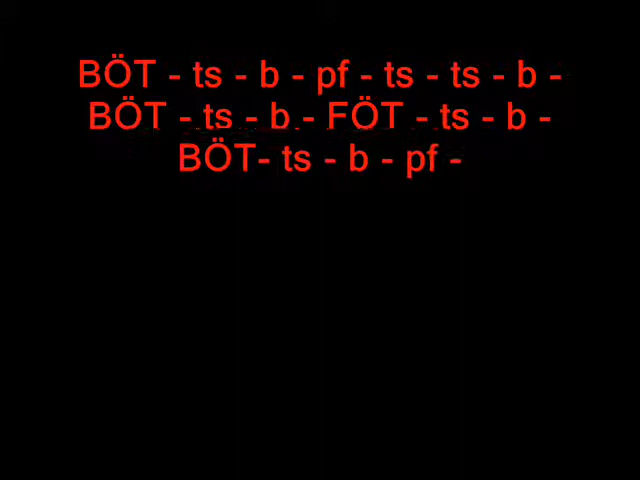 BÖT - ts - b - pf - ts - ts - b -
BÖT - ts - b - FÖT - ts - b -
BÖT- ts - b - pf -